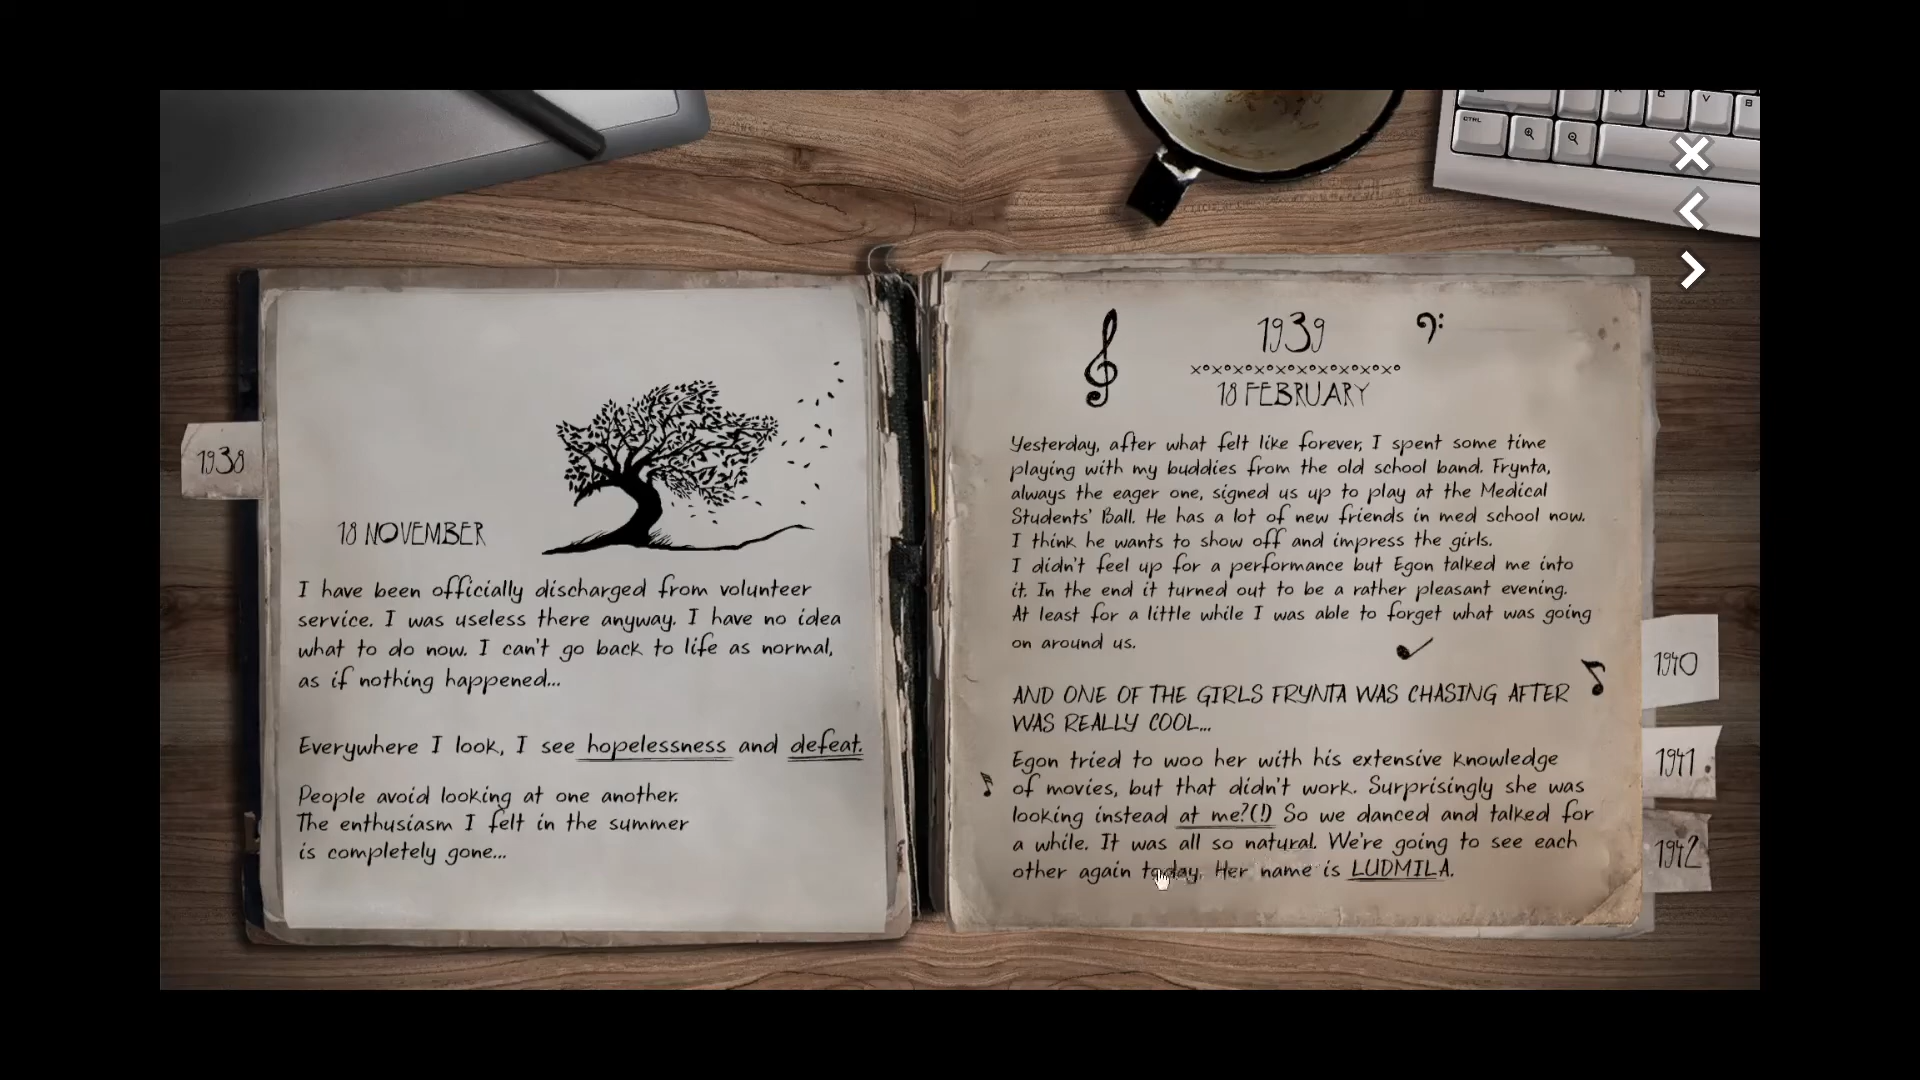 CTRL
C
V
B
1938
18 NOVEMBER
I have been officially discharged from volunteer
service. I was useless there anyway. I have no idea
what to do now. I can't go back to life as normal,
as if nothing happened...
Everywhere I look, I see hopelessness and defeat.
People avoid looking at one another.
The enthusiasm I felt in the summer
is completely gone...
1939
x°x°x°x°x°x°x°x°x°x°
18 FEBRUARY
Yesterday, after what felt like forever, I spent some time
playing with my buddies from the old school band. Frynta,
always the eager one, signed us up to play at the Medical
Students' Ball. He has a lot of new friends in med school now.
I think he wants to show off and impress the girls.
I didn't feel up for a performance but Egon talked me into
it. In the end it turned out to be a rather pleasant evening.
At least for a little while I was able to forget what was going
on around us.
AND ONE OF THE GIRLS FRYNTA WAS CHASING AFTER
WAS REALLY COOL...
Egon tried to woo her with his extensive knowledge
of movies, but that didn't work. Surprisingly she was
looking instead at me?(!) So we danced and talked for
a while. It was all so natural. We're going to see each
other again today. Her name is LUDMILA.
1940
1941
1942